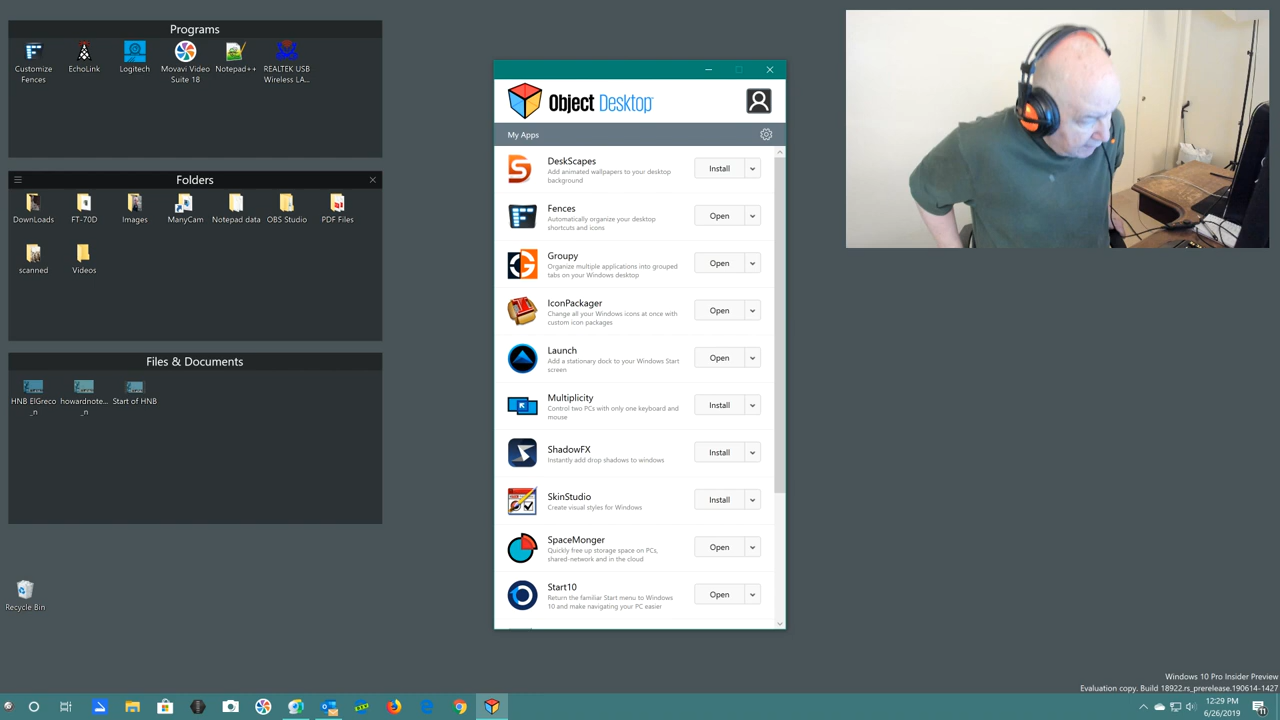 Programs
Customize Fences
EchoLink
Logitech
Movavi Video Suite 18
Notepad++
REALTEK USB Wireless LA...
Folders
DownLoads
FT-70D
Images
ManyCam
Notepad data
OBS Studio
PDF Files
Scanned
Videos
Files & Documents
HNB ElGreco _n
howardnote... _n
Start of HNB
Recycle Bin
Object Desktop
My Apps
DeskScapes
Add animated wallpapers to your desktop
background
Install
Fences
Automatically organize your desktop
shortcuts and icons
Open
Groupy
Organize multiple applications into grouped
tabs on your Windows desktop
Open
IconPackager
Change all your Windows icons at once with
custom icon packages
Open
Launch
Add a stationary dock to your Windows Start
screen
Open
Multiplicity
Control two PCs with only one keyboard and
mouse
Install
ShadowFX
Instantly add drop shadows to windows
Install
SkinStudio
Create visual styles for Windows
Install
SpaceMonger
Quickly free up storage space on PCs,
shared-network and in the cloud
Open
Start10
Return the familiar Start menu to Windows
10 and make navigating your PC easier
Open
Windows 10 Pro Insider Preview
Evaluation copy. Build 18922.rs_prerelease.190614-1427
12:29 PM
6/26/2019
11